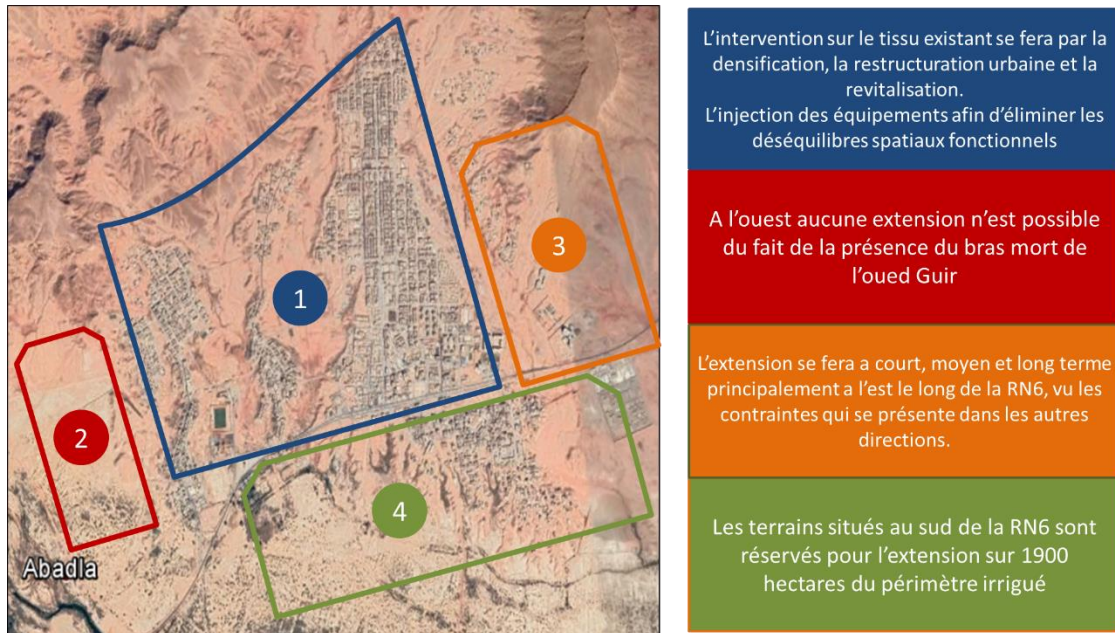 1
2
3
4
Abadla
L'intervention sur le tissu existant se fera par la
densification, la restructuration urbaine et la
revitalisation.
L'injection des équipements afin d'éliminer les
déséquilibres spatiaux fonctionnels
A l'ouest aucune extension n'est possible
du fait de la présence du bras mort de
l'oued Guir
L'extension se fera a court, moyen et long terme
principalement a l'est le long de la RN6, vu les
contraintes qui se présente dans les autres
directions.
Les terrains situés au sud de la RN6 sont
réservés pour l'extension sur 1900
hectares du périmètre irrigué